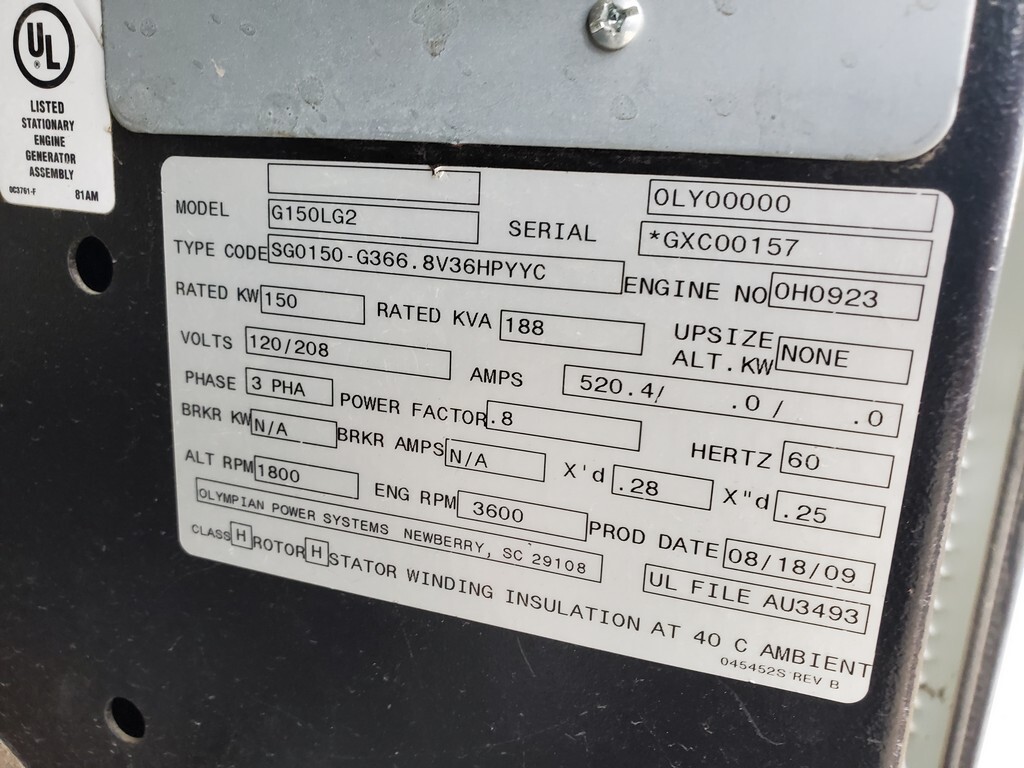 UL
®
LISTED
STATIONARY
ENGINE
GENERATOR
ASSEMBLY
DC3761-F 81AM
MODEL G150LG2 SERIAL OLY00000
*GXC00157
TYPE CODE SG0150-G366.8V36HPYYC ENGINE NO OH0923
RATED KW 150 RATED KVA 188 UPSIZE ALT.KW NONE
VOLTS 120/208 AMPS 520.4/ .0 / .0
PHASE 3 PHA POWER FACTOR .8 HERTZ 60
BRKR KW N/A BRKR AMPS N/A X'd .28 X"d .25
ALT RPM 1800 ENG RPM 3600 PROD DATE 08/18/09
OLYMPIAN POWER SYSTEMS NEWBERRY, SC 29108 UL FILE AU3493
CLASS H ROTOR H STATOR WINDING INSULATION AT 40 C AMBIENT
045452S REV B